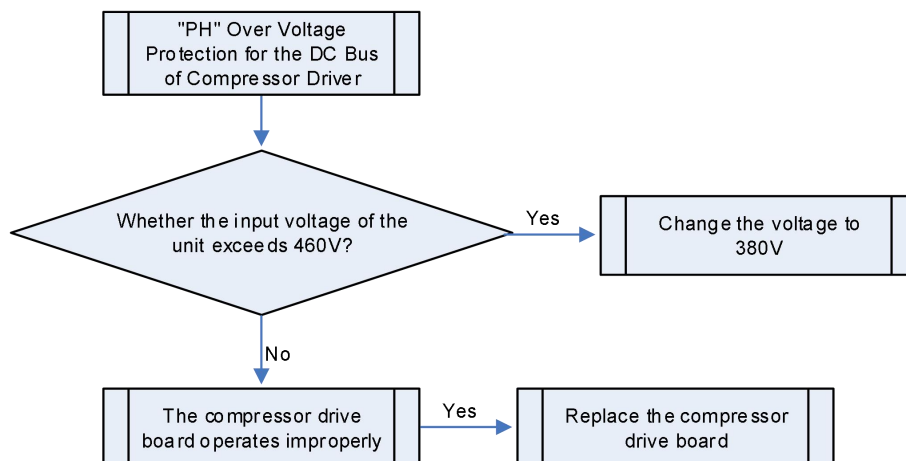 "PH" Over Voltage
Protection for the DC Bus
of Compressor Driver
Whether the input voltage of the
unit exceeds 460V?
Yes
Change the voltage to
380V
No
The compressor drive
board operates improperly
Yes
Replace the compressor
drive board